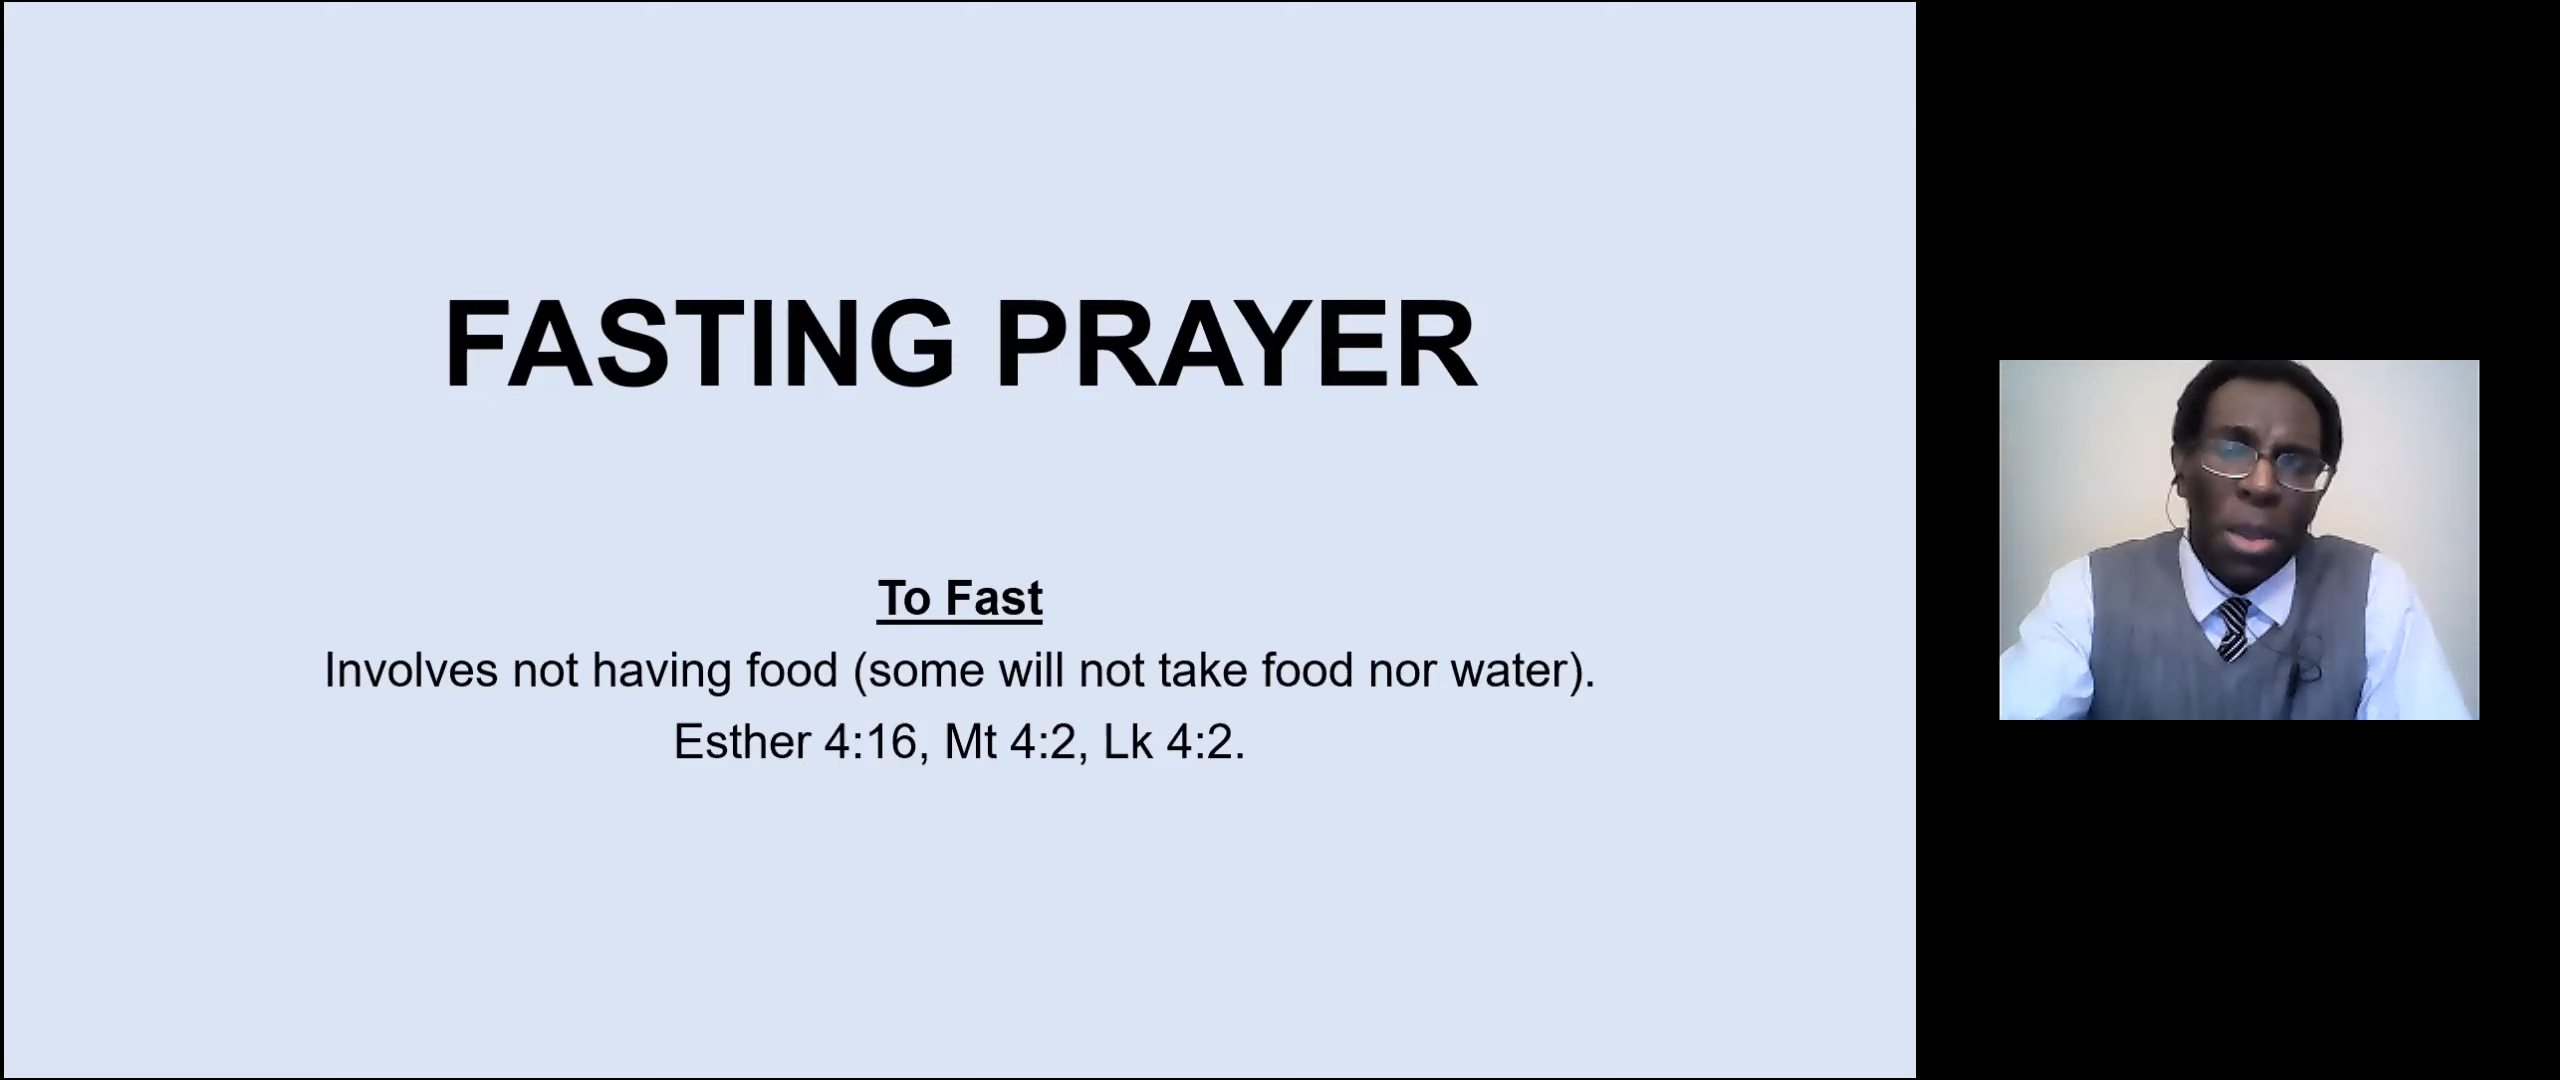 FASTING PRAYER
To Fast
Involves not having food (some will not take food nor water).
Esther 4:16, Mt 4:2, Lk 4:2.